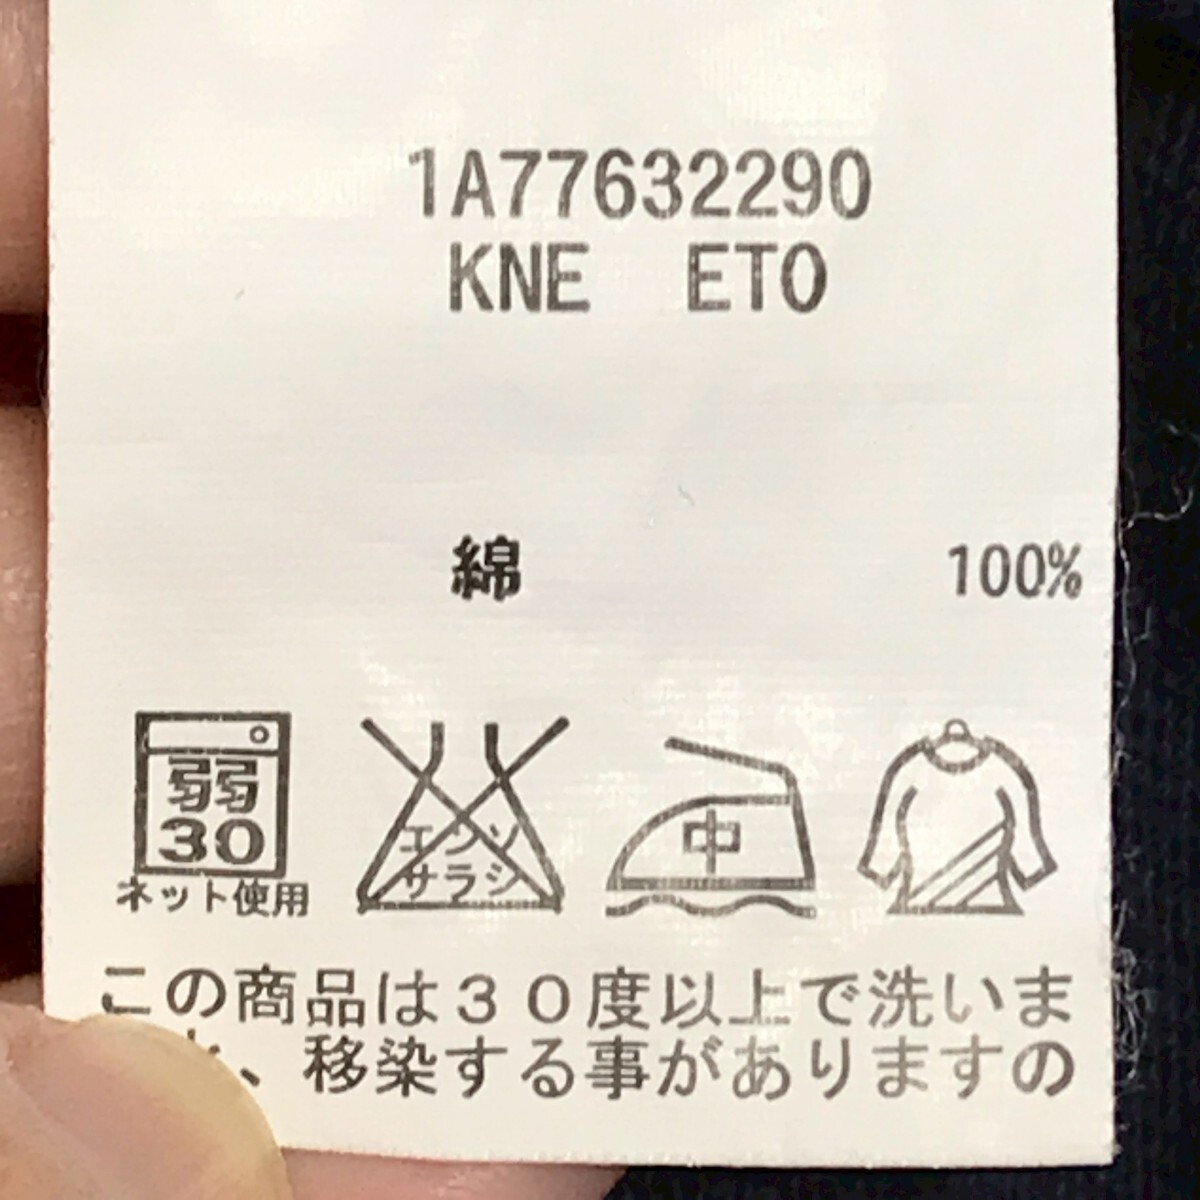 1A77632290
KNE ETO
綿 100%
弱
30
ネット使用
エンソ
サラシ
中
この商品は３０度以上で洗いま
、移染する事がありますの